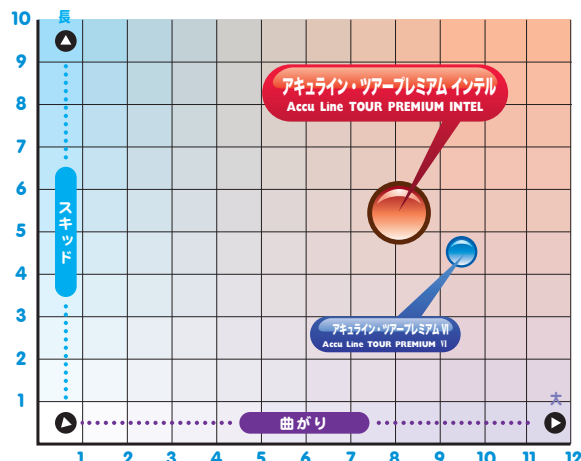 10
長
9
8
7
6
5
4
3
2
1
スキッド
アキュライン・ツアープレミアム インテル
Accu Line TOUR PREMIUM INTEL
アキュライン・ツアープレミアム Ⅵ
Accu Line TOUR PREMIUM Ⅵ
大
曲がり
1 2 3 4 5 6 7 8 9 10 11 12